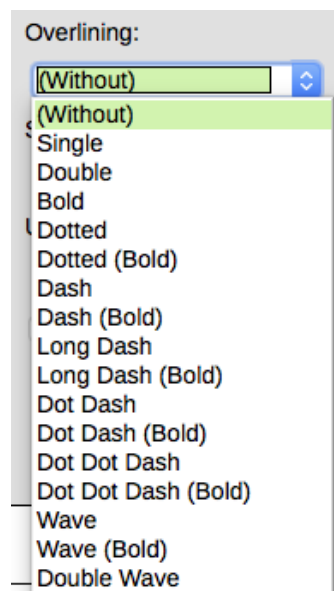 Overlining:
(Without)
(Without)
Single
Double
Bold
Dotted
Dotted (Bold)
Dash
Dash (Bold)
Long Dash
Long Dash (Bold)
Dot Dash
Dot Dash (Bold)
Dot Dot Dash
Dot Dot Dash (Bold)
Wave
Wave (Bold)
Double Wave